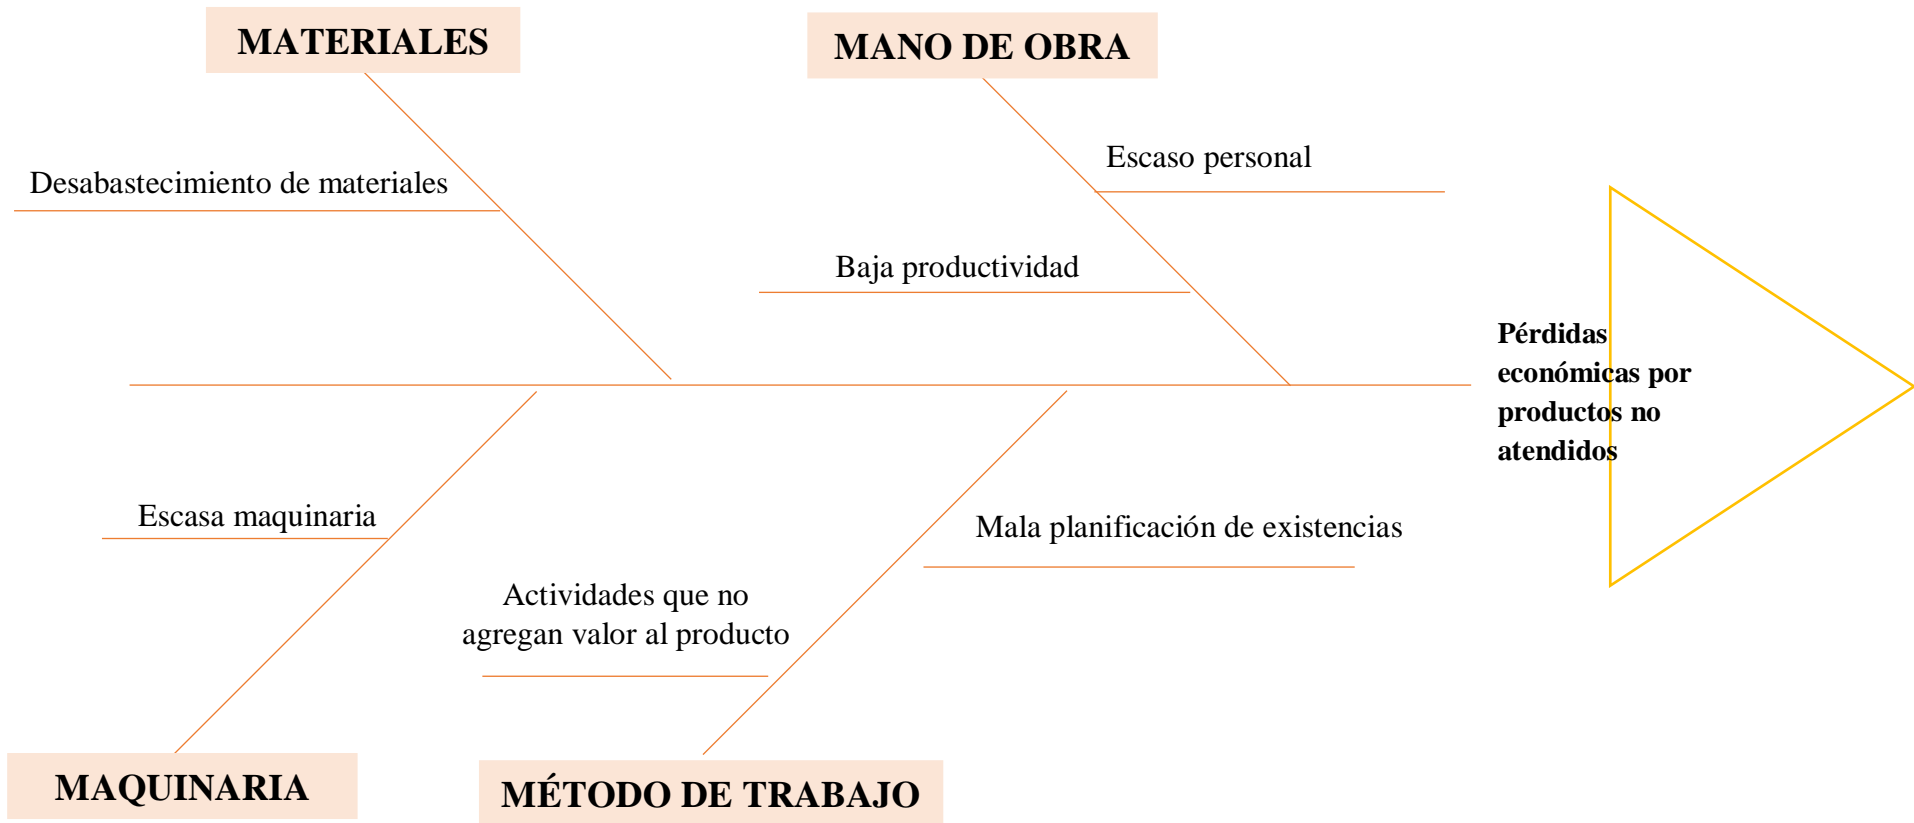 MATERIALES
MANO DE OBRA
Escaso personal
Desabastecimiento de materiales
Baja productividad
Pérdidas
económicas por
productos no
atendidos
Escasa maquinaria
Mala planificación de existencias
Actividades que no
agregan valor al producto
MAQUINARIA
MÉTODO DE TRABAJO